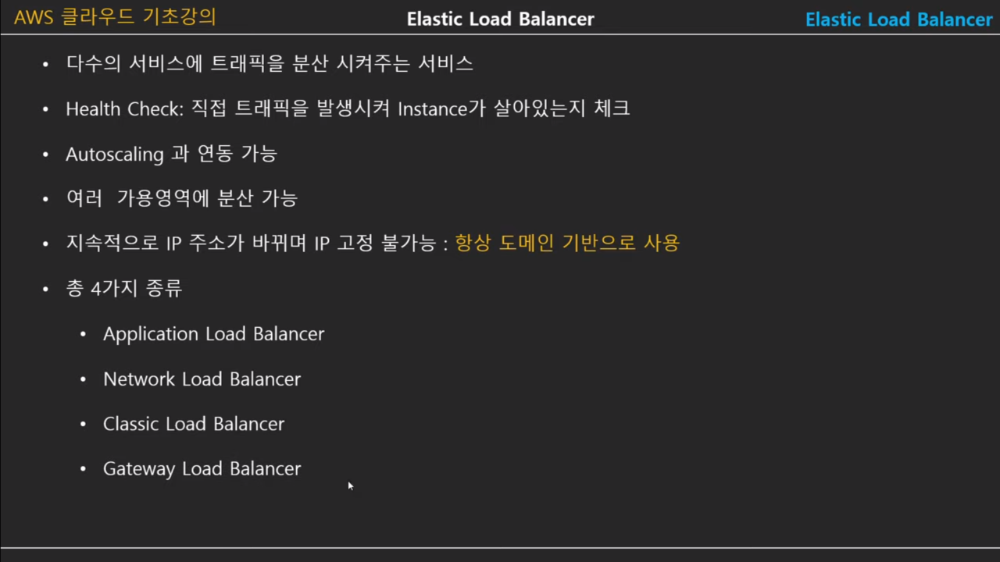 AWS 클라우드 기초강의
Elastic Load Balancer
Elastic Load Balancer
• 다수의 서비스에 트래픽을 분산 시켜주는 서비스
• Health Check: 직접 트래픽을 발생시켜 Instance가 살아있는지 체크
• Autoscaling 과 연동 가능
• 여러  가용영역에 분산 가능
• 지속적으로 IP 주소가 바뀌며 IP 고정 불가능 : 항상 도메인 기반으로 사용
• 총 4가지 종류
• Application Load Balancer
• Network Load Balancer
• Classic Load Balancer
• Gateway Load Balancer